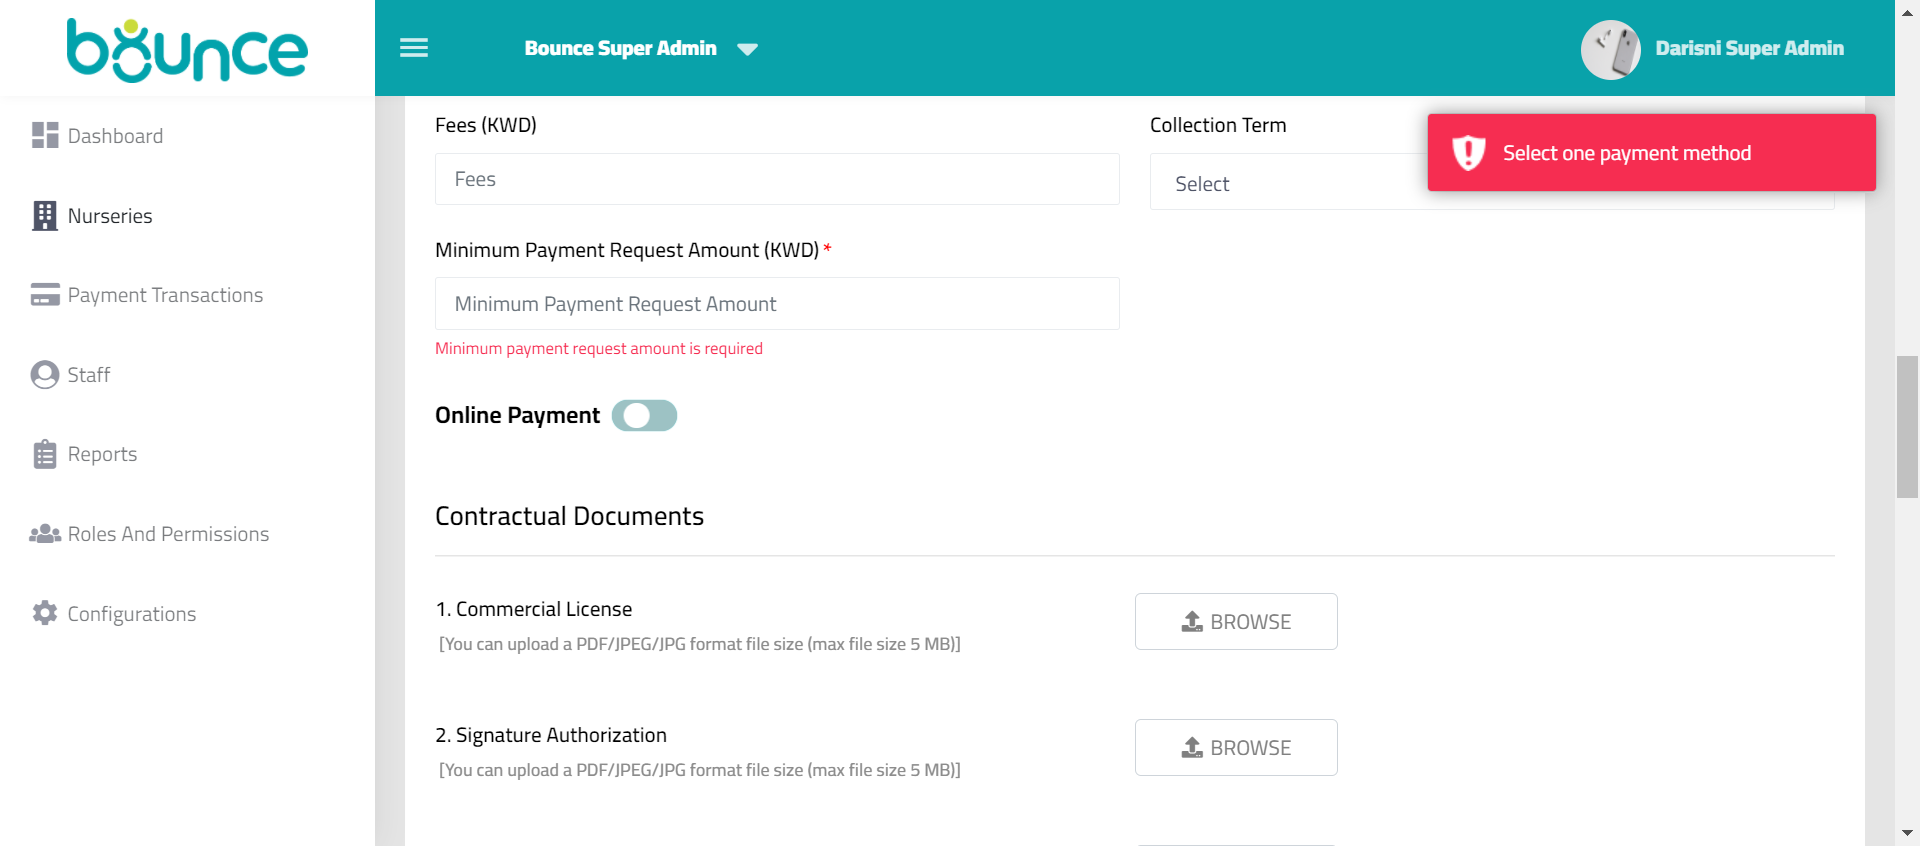 bounce
Bounce Super Admin
Darisni Super Admin
Dashboard
Nurseries
Payment Transactions
Staff
Reports
Roles And Permissions
Configurations
Fees (KWD)
Fees
Collection Term
Select
Select one payment method
Minimum Payment Request Amount (KWD) *
Minimum Payment Request Amount
Minimum payment request amount is required
Online Payment
Contractual Documents
1. Commercial License
[You can upload a PDF/JPEG/JPG format file size (max file size 5 MB)]
BROWSE
2. Signature Authorization
[You can upload a PDF/JPEG/JPG format file size (max file size 5 MB)]
BROWSE